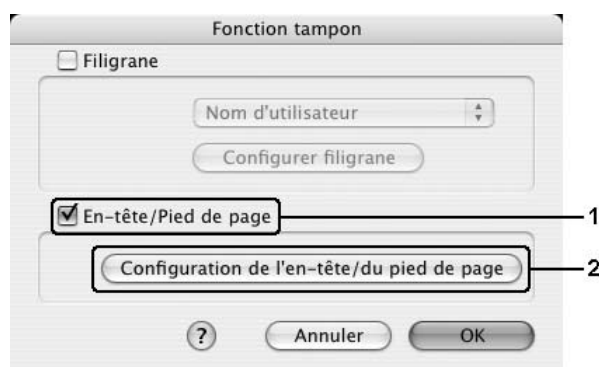 Fonction tampon
Filigrane
Nom d'utilisateur
Configurer filigrane
En-tête/Pied de page
1
Configuration de l'en-tête/du pied de page
2
?
Annuler
OK